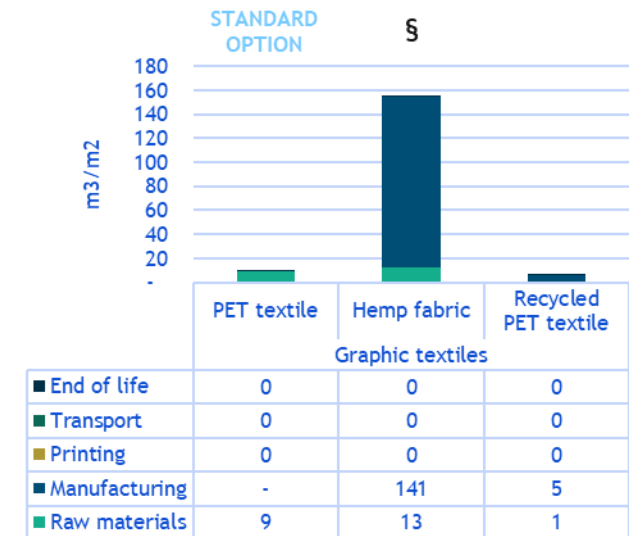 STANDARD
OPTION
§
180
160
140
120
100
80
60
40
20
-
m3/m2
PET textile Hemp fabric Recycled
PET textile
Graphic textiles
End of life 0 0 0
Transport 0 0 0
Printing 0 0 0
Manufacturing - 141 5
Raw materials 9 13 1